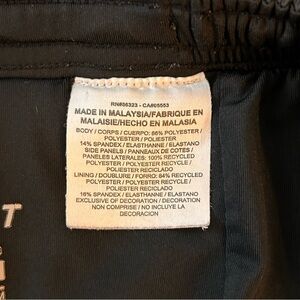 RN#56323 - CA#05553
MADE IN MALAYSIA/FABRIQUE EN
MALAISIE/HECHO EN MALASIA
BODY / CORPS / CUERPO: 86% POLYESTER /
POLYESTER / POLIESTER
14% SPANDEX / ELASTHANNE / ELASTANO
SIDE PANELS / PANNEAUX DE COTES /
PANELES LATERALES: 100% RECYCLED
POLYESTER / POLYESTER RECYCLE /
POLIESTER RECICLADO
LINING / DOUBLURE / FORRO: 84% RECYCLED
POLYESTER / POLYESTER RECYCLE /
POLIESTER RECICLADO
16% SPANDEX / ELASTHANNE / ELASTANO
EXCLUSIVE OF DECORATION / DECORATION
NON COMPRISE / NO INCLUYE LA
DECORACION
T